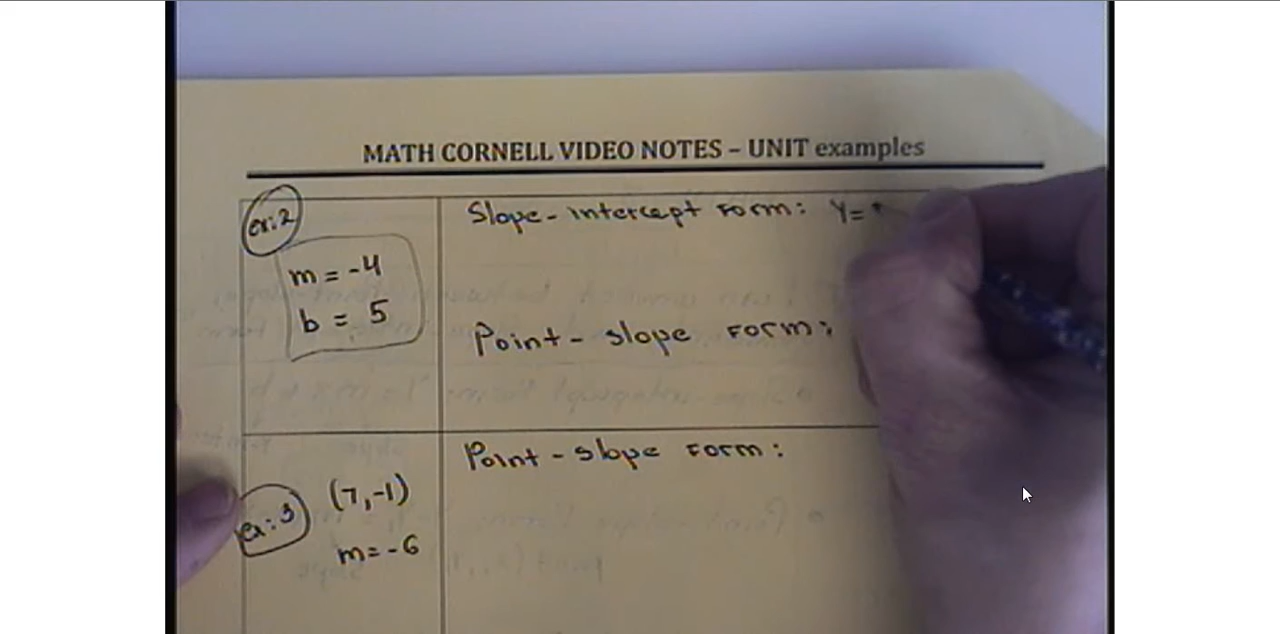 MATH CORNELL VIDEO NOTES – UNIT examples
ex:2
m = -4
b = 5
Slope-intercept Form: y=
Point-slope Form:
ex:3
(7,-1)
m=-6
Point-slope Form: